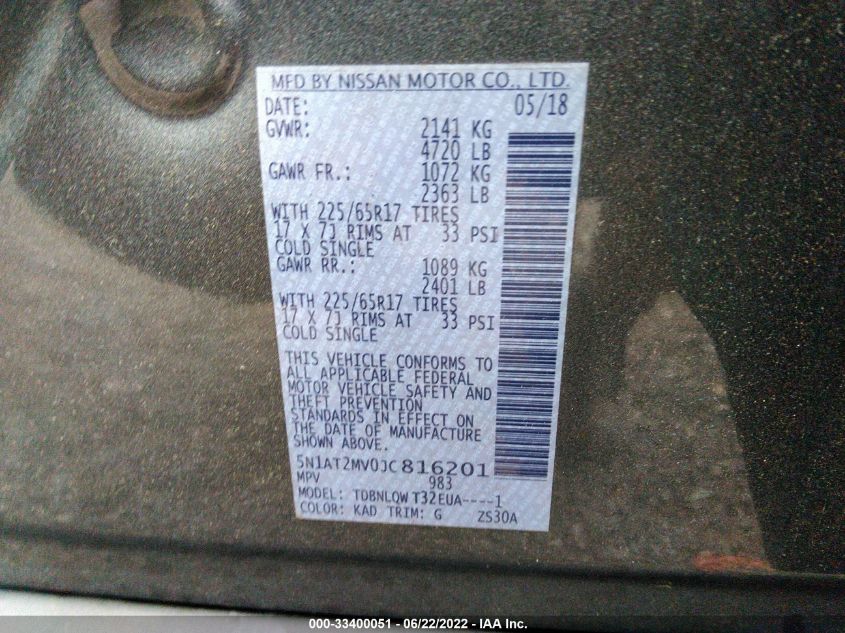 MFD BY NISSAN MOTOR CO., LTD.
DATE: 05/18
GVWR: 2141 KG
4720 LB
GAWR FR.: 1072 KG
2363 LB
WITH 225/65R17 TIRES
17 X 7J RIMS AT 33 PSI
COLD SINGLE
GAWR RR.: 1089 KG
2401 LB
WITH 225/65R17 TIRES
17 X 7J RIMS AT 33 PSI
COLD SINGLE
THIS VEHICLE CONFORMS TO
ALL APPLICABLE FEDERAL
MOTOR VEHICLE SAFETY AND
THEFT PREVENTION
STANDARDS IN EFFECT ON
THE DATE OF MANUFACTURE
SHOWN ABOVE.
5N1AT2MV0JC816201
MPV 983
MODEL: TDBNLQW T32EUA----1
COLOR: KAD TRIM: G ZS30A
000-33400051 - 06/22/2022 - IAA Inc.